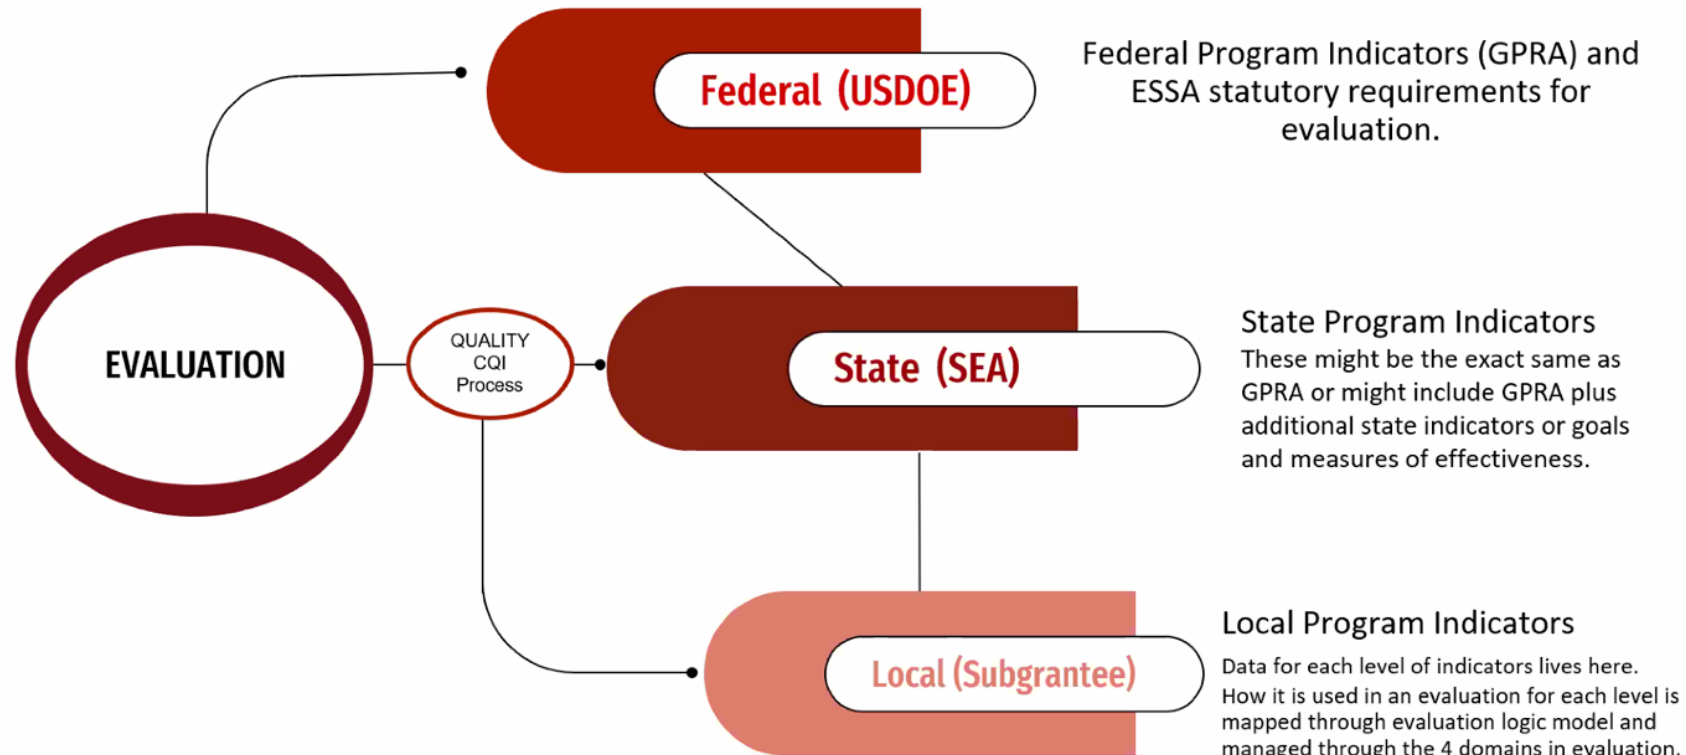 Federal (USDOE)
Federal Program Indicators (GPRA) and
ESSA statutory requirements for
evaluation.
EVALUATION
QUALITY
CQI
Process
State (SEA)
State Program Indicators
These might be the exact same as
GPRA or might include GPRA plus
additional state indicators or goals
and measures of effectiveness.
Local (Subgrantee)
Local Program Indicators
Data for each level of indicators lives here.
How it is used in an evaluation for each level is
mapped through evaluation logic model and
managed through the 4 domains in evaluation.